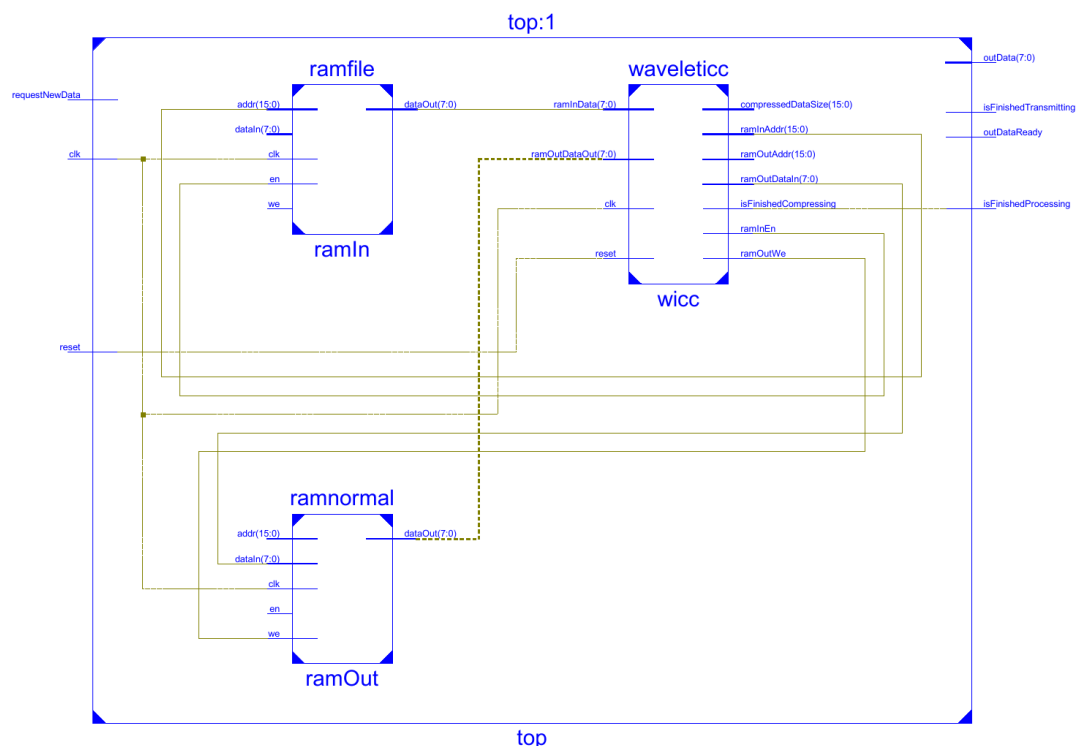 top:1
ramfile
waveleticc
outData(7:0)
requestNewData
addr(15:0)
dataOut(7:0)
ramInData(7:0)
compressedDataSize(15:0)
isFinishedTransmitting
dataIn(7:0)
ramInAddr(15:0)
outDataReady
clk
clk
ramOutDataOut(7:0)
ramOutAddr(15:0)
en
ramOutDataIn(7:0)
we
clk
isFinishedCompressing
isFinishedProcessing
ramInEn
ramIn
reset
ramOutWe
wicc
reset
ramnormal
addr(15:0)
dataOut(7:0)
dataIn(7:0)
clk
en
we
ramOut
top